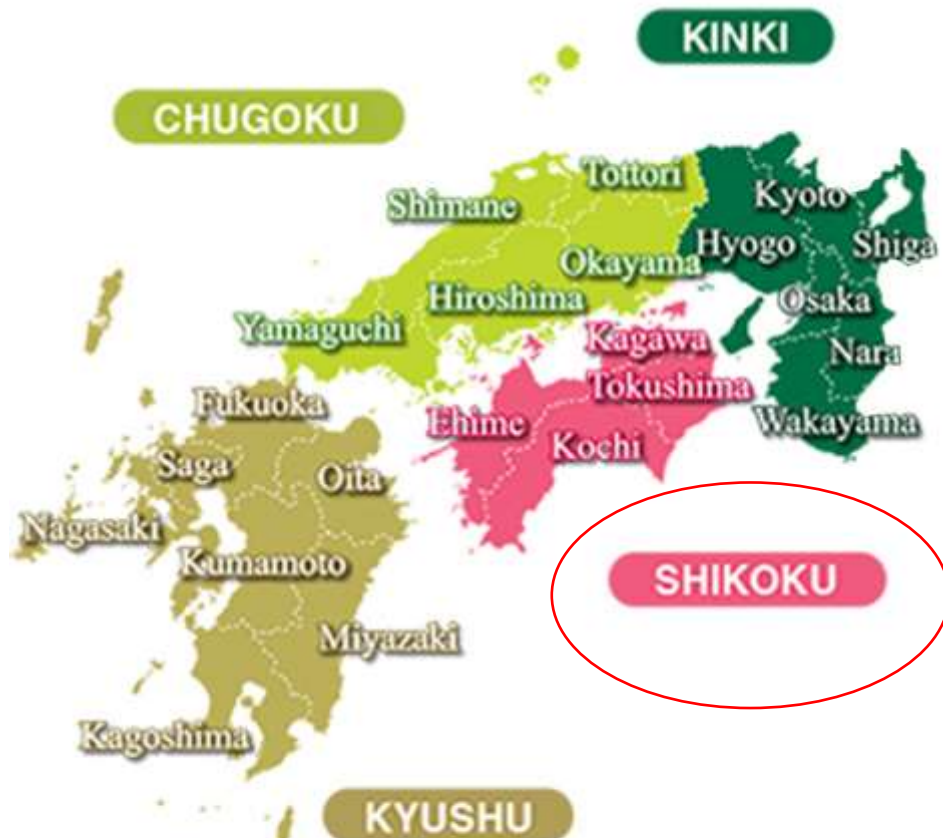 KINKI
CHUGOKU
Tottori
Kyoto
Shimane
Hyogo
Shiga
Okayama
Hiroshima
Osaka
Yamaguchi
Kagawa
Nara
Tokushima
Fukuoka
Ehime
Wakayama
Kochi
Saga
Oita
Nagasaki
Kumamoto
SHIKOKU
Miyazaki
Kagoshima
KYUSHU